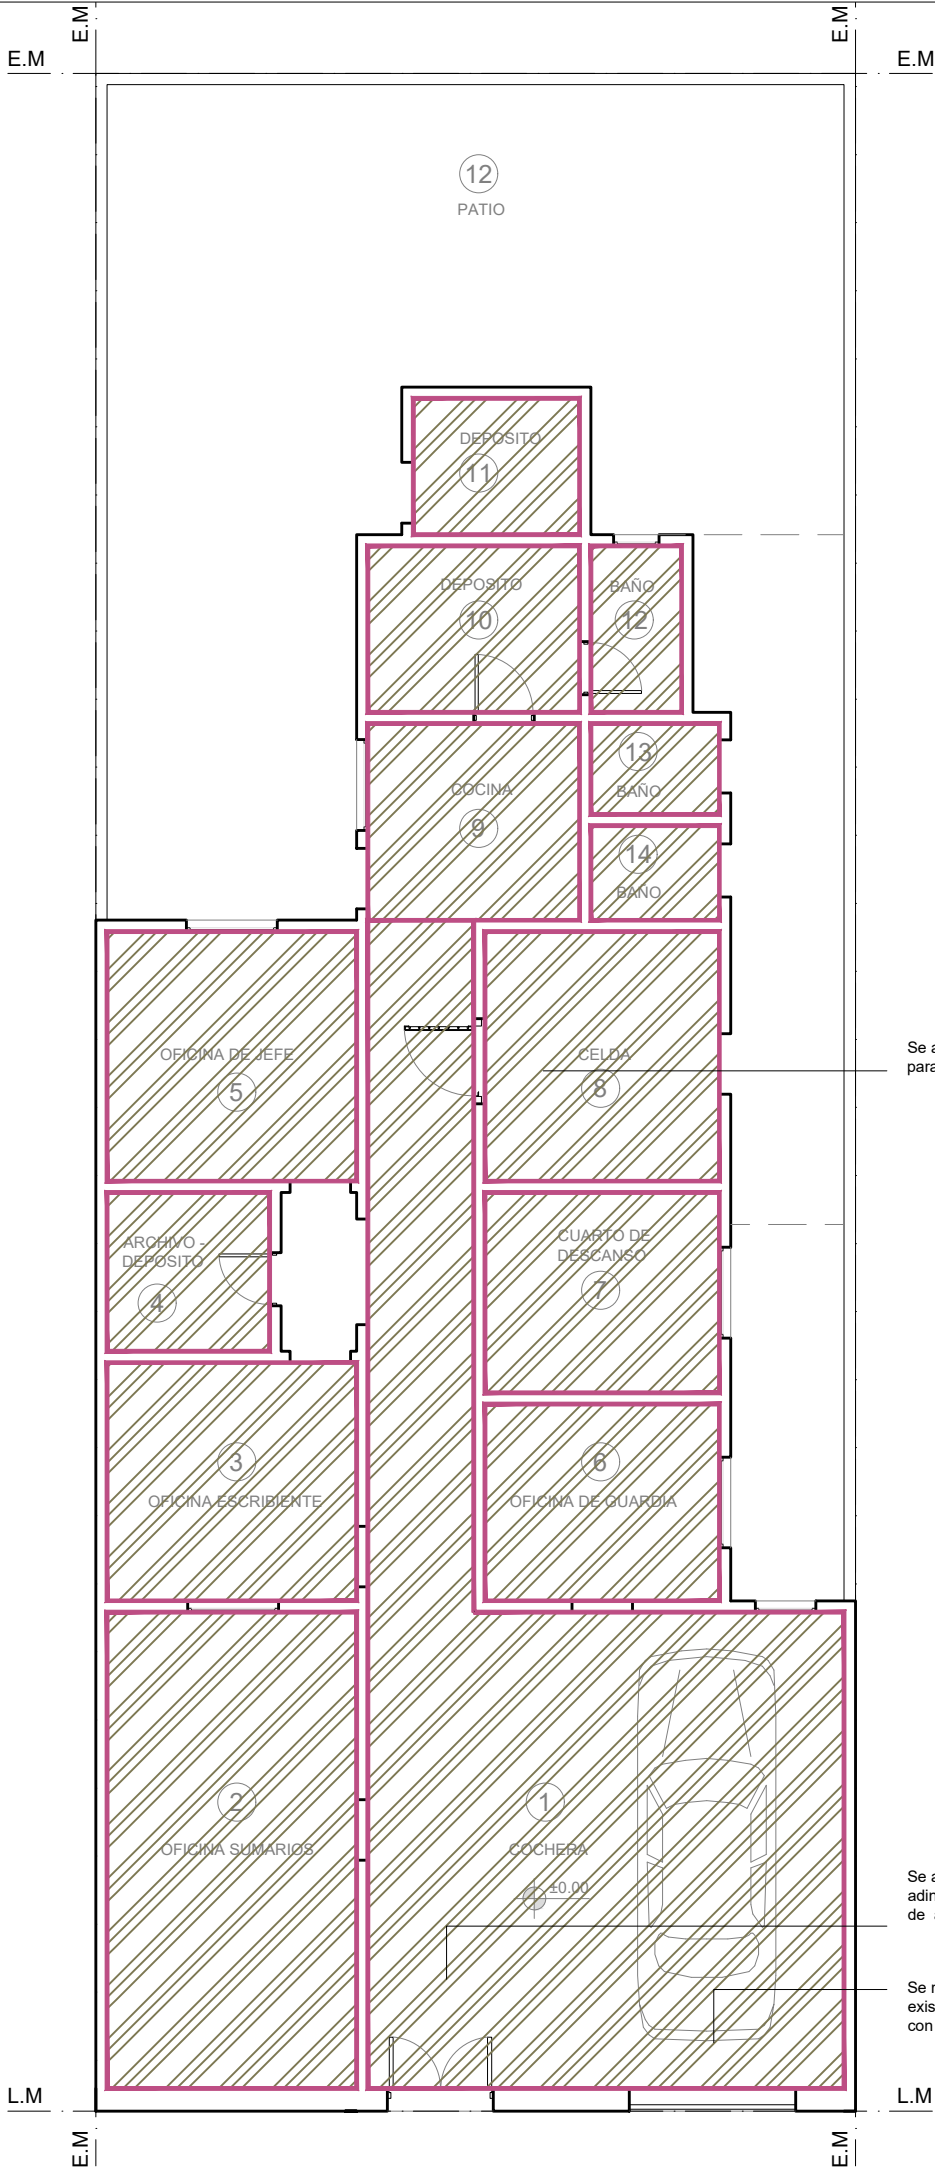 E.M
E.M
E.M
E.M
12
PATIO
DEPOSITO
11
DEPOSITO
10
BAÑO
12
13
BAÑO
COCINA
9
14
BAÑO
OFICINA DE JEFE
5
CELDA
8
Se a
para
ARCHIVO -
DEPOSITO
4
CUARTO DE
DESCANSO
7
3
OFICINA ESCRIBIENTE
6
OFICINA DE GUARDIA
2
OFICINA SUMARIOS
1
COCHERA
±0.00
Se a
adin
de
Se r
exis
con
L.M
L.M
E.M
E.M